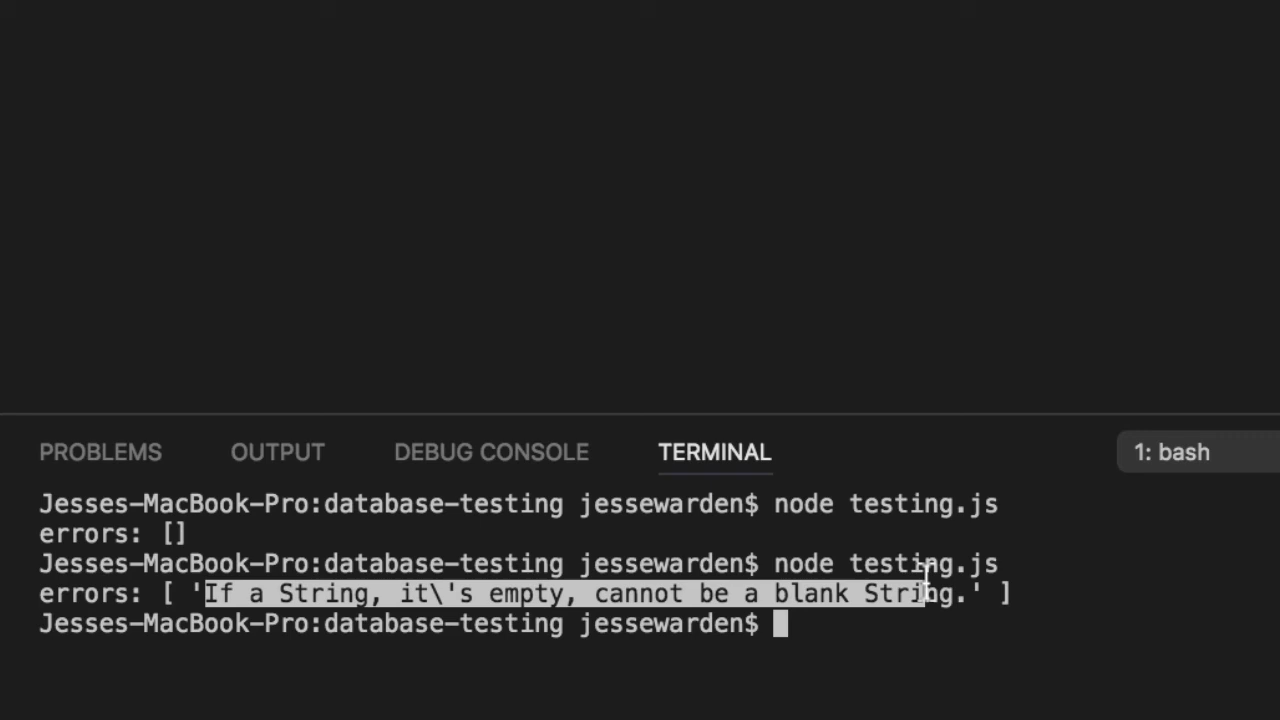 PROBLEMS OUTPUT DEBUG CONSOLE TERMINAL 1: bash
Jesses-MacBook-Pro:database-testing jessewarden$ node testing.js
errors: []
Jesses-MacBook-Pro:database-testing jessewarden$ node testing.js
errors: [ 'If a String, it\'s empty, cannot be a blank String.' ]
Jesses-MacBook-Pro:database-testing jessewarden$